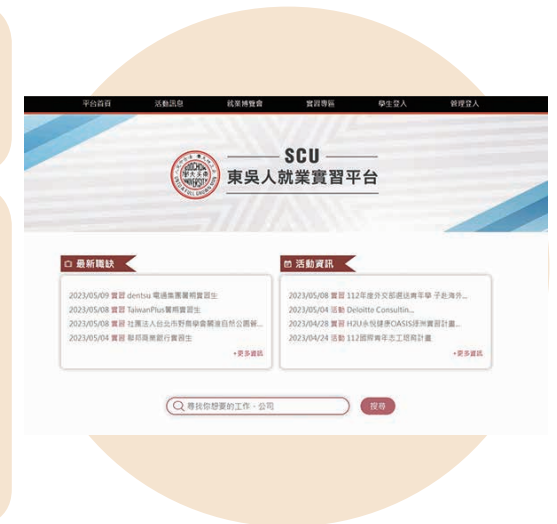 平台首頁 活動訊息 就業博覽會 實習專區 學生登入 管理登入
SCU
東吳人就業實習平台
最新職缺
2023/05/09 實習 dentsu 電通集團暑期實習生
2023/05/08 實習 TaiwanPlus暑期實習生
2023/05/08 實習 社團法人台北市野鳥學會關渡自然公園餐...
2023/05/04 實習 聯邦商業銀行實習生
+更多資訊
活動資訊
2023/05/08 實習 112年度外交部選送青年學 子赴海外...
2023/05/04 活動 Deloitte Consultin...
2023/04/28 實習 H2U永悅健康OASIS綠洲實習計畫...
2023/04/24 活動 112國際青年志工培育計畫
+更多資訊
尋找你想要的工作、公司
搜尋